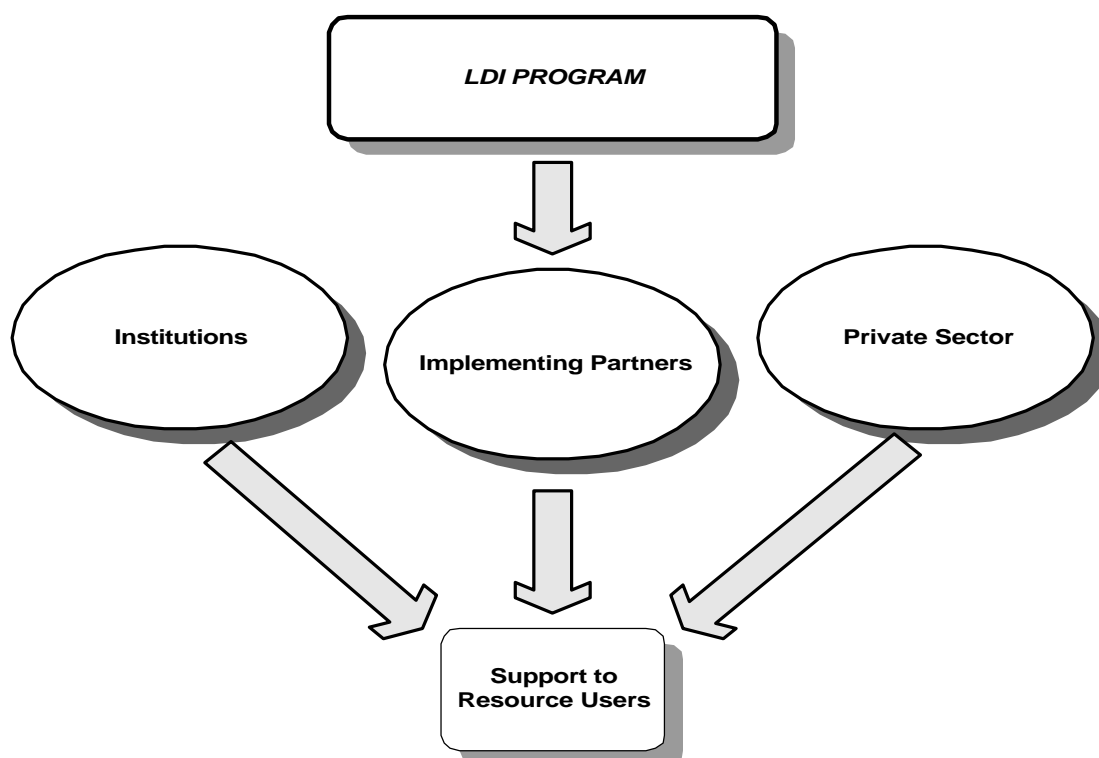 LDI PROGRAM
Institutions
Implementing Partners
Private Sector
Support to
Resource Users